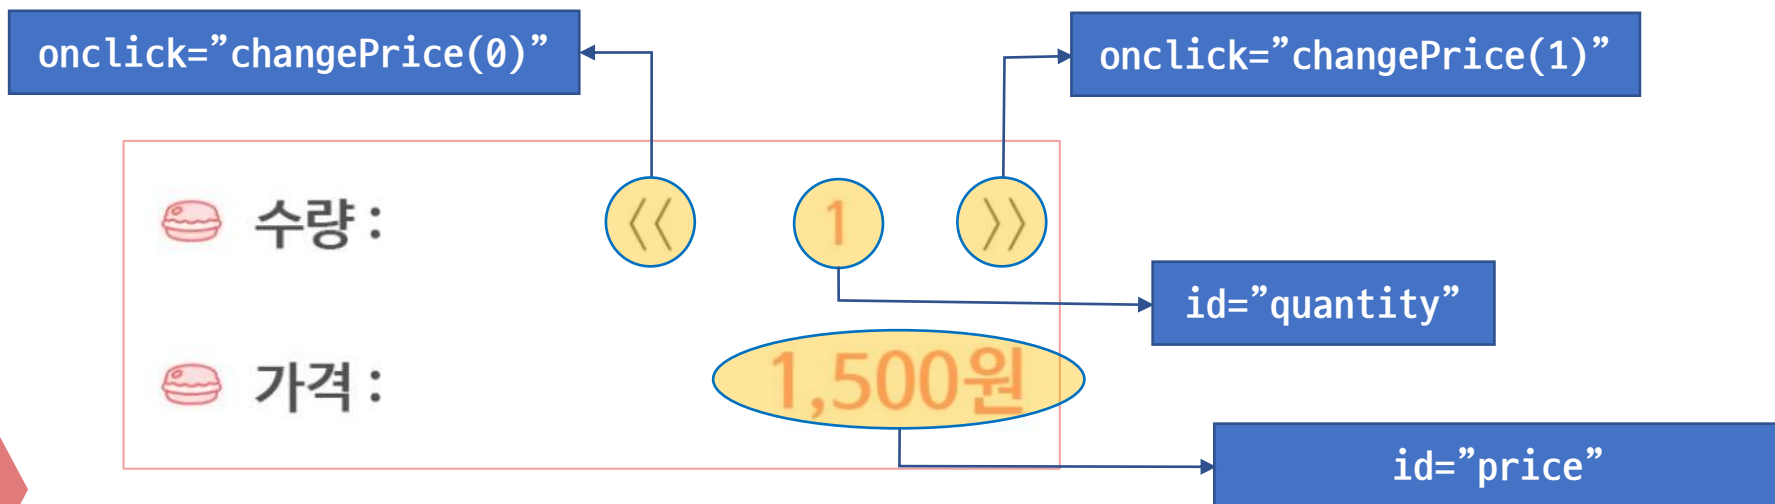 onclick=”changePrice(0)”
onclick=”changePrice(1)”
수량 : 〈〈 1 〉〉
id=”quantity”
가격 : 1,500원
id=”price”